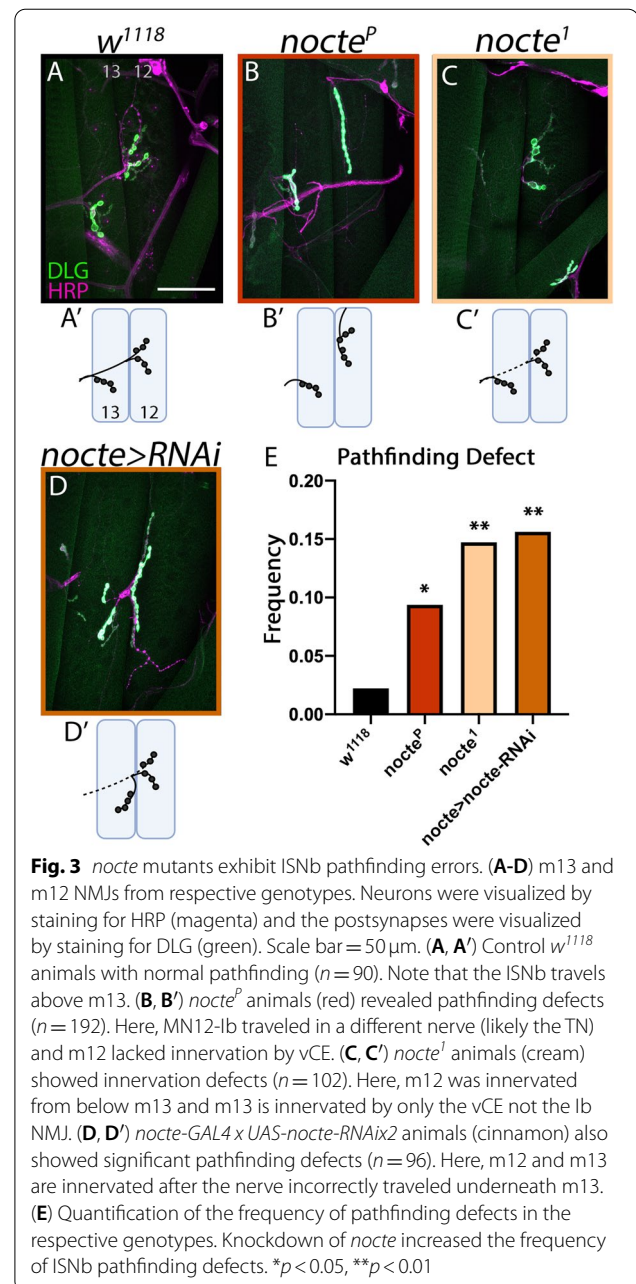 w1118
nocteP
nocte1
A
13 12
B
C
DLG
HRP
A'
B'
C'
13 12
nocte>RNAi
D
D'
E
Pathfinding Defect
Frequency
0.20
0.15
0.10
0.05
0.00
*
**
**
w1118
nocteP
nocte1
nocte>nocte-RNAi
Fig. 3 nocte mutants exhibit ISNb pathfinding errors. (A-D) m13 and
m12 NMJs from respective genotypes. Neurons were visualized by
staining for HRP (magenta) and the postsynapses were visualized
by staining for DLG (green). Scale bar = 50 μm. (A, A′) Control w1118
animals with normal pathfinding (n = 90). Note that the ISNb travels
above m13. (B, B′) nocteP animals (red) revealed pathfinding defects
(n = 192). Here, MN12-Ib traveled in a different nerve (likely the TN)
and m12 lacked innervation by vCE. (C, C′) nocte1 animals (cream)
showed innervation defects (n = 102). Here, m12 was innervated
from below m13 and m13 is innervated by only the vCE not the Ib
NMJ. (D, D′) nocte-GAL4 x UAS-nocte-RNAix2 animals (cinnamon) also
showed significant pathfinding defects (n = 96). Here, m12 and m13
are innervated after the nerve incorrectly traveled underneath m13.
(E) Quantification of the frequency of pathfinding defects in the
respective genotypes. Knockdown of nocte increased the frequency
of ISNb pathfinding defects. *p < 0.05, **p < 0.01